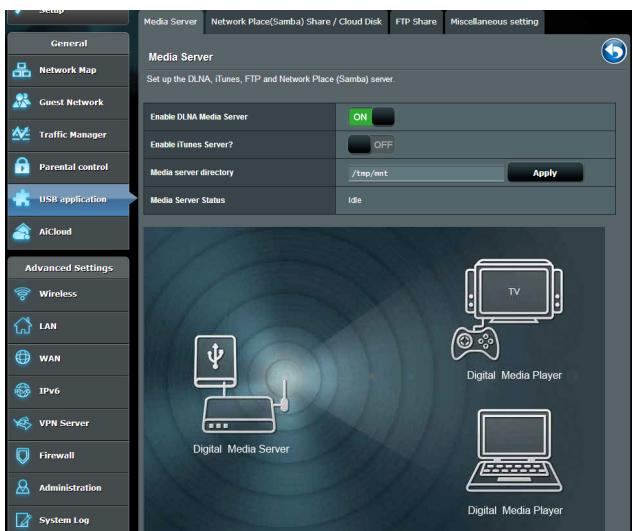 Setup
Media Server
Network Place(Samba) Share / Cloud Disk
FTP Share
Miscellaneous setting
General
Network Map
Guest Network
Traffic Manager
Parental control
USB application
AiCloud
Advanced Settings
Wireless
LAN
WAN
IPv6
VPN Server
Firewall
Administration
System Log
Media Server
Set up the DLNA, iTunes, FTP and Network Place (Samba) server.
Enable DLNA Media Server
ON
Enable iTunes Server?
OFF
Media server directory
/tmp/mnt
Apply
Media Server Status
Idle
TV
Digital Media Player
Digital Media Server
Digital Media Player